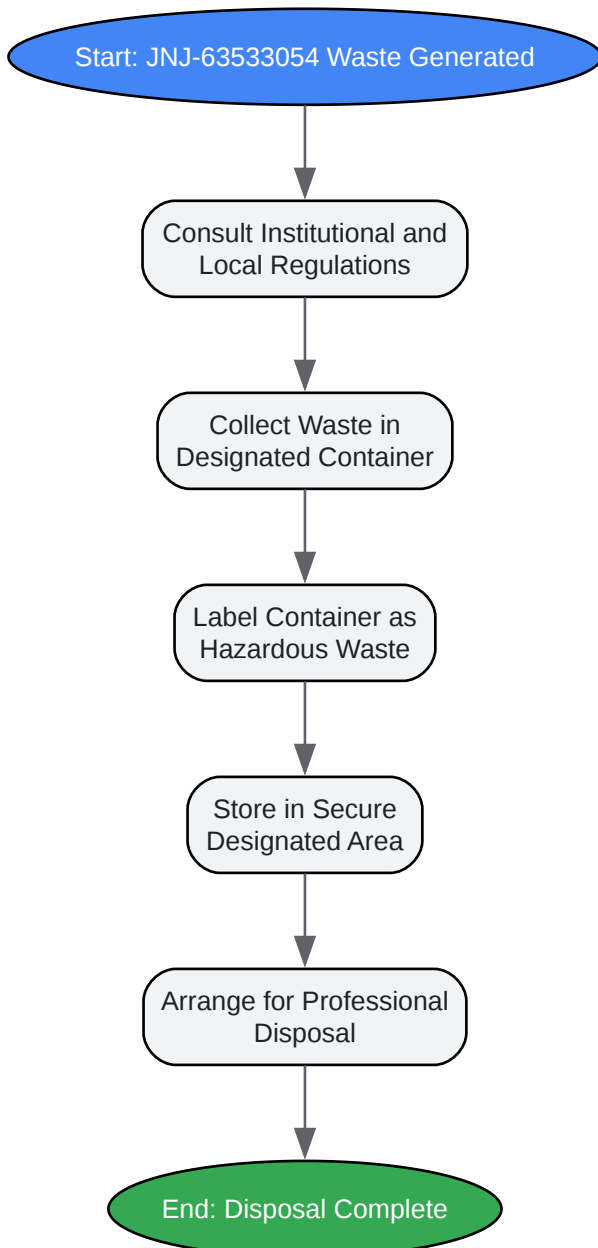 Start: JNJ-63533054 Waste Generated
Consult Institutional and
Local Regulations
Collect Waste in
Designated Container
Label Container as
Hazardous Waste
Store in Secure
Designated Area
Arrange for Professional
Disposal
End: Disposal Complete